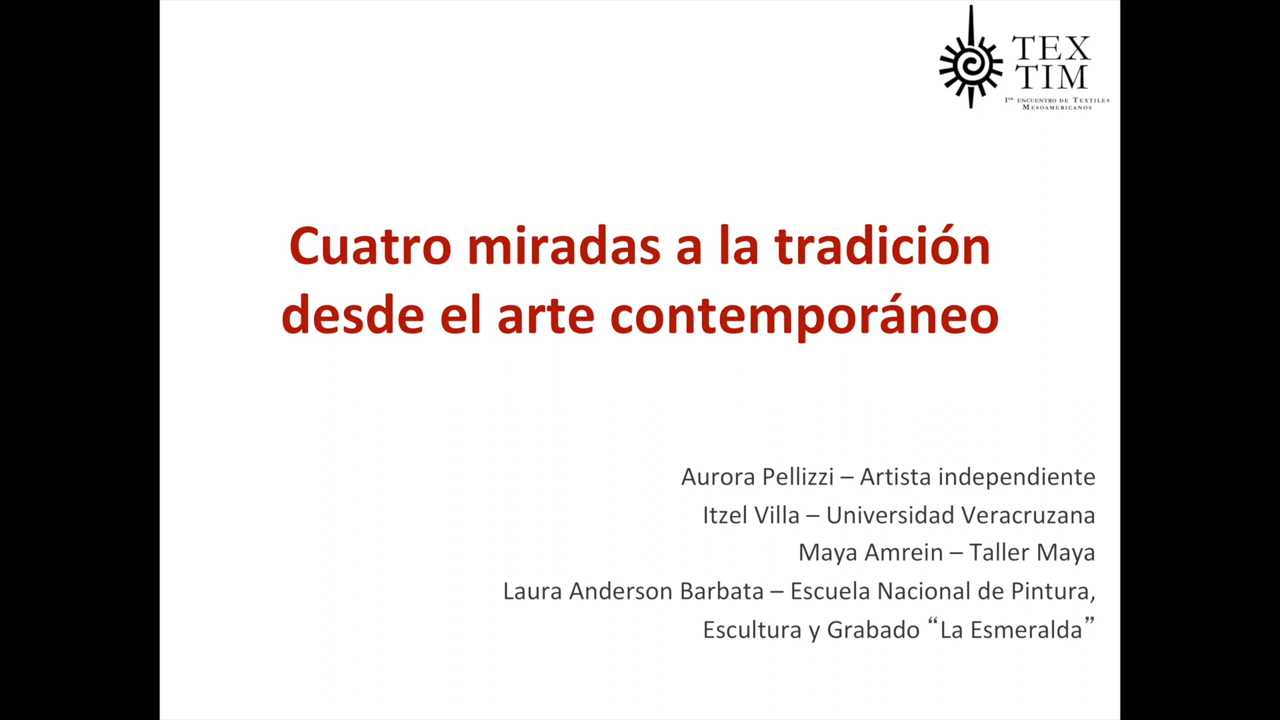 TEX
TIM
1er Encuentro de Textiles
Mesoamericanos
Cuatro miradas a la tradición
desde el arte contemporáneo
Aurora Pellizzi – Artista independiente
Itzel Villa – Universidad Veracruzana
Maya Amrein – Taller Maya
Laura Anderson Barbata – Escuela Nacional de Pintura,
Escultura y Grabado “La Esmeralda”